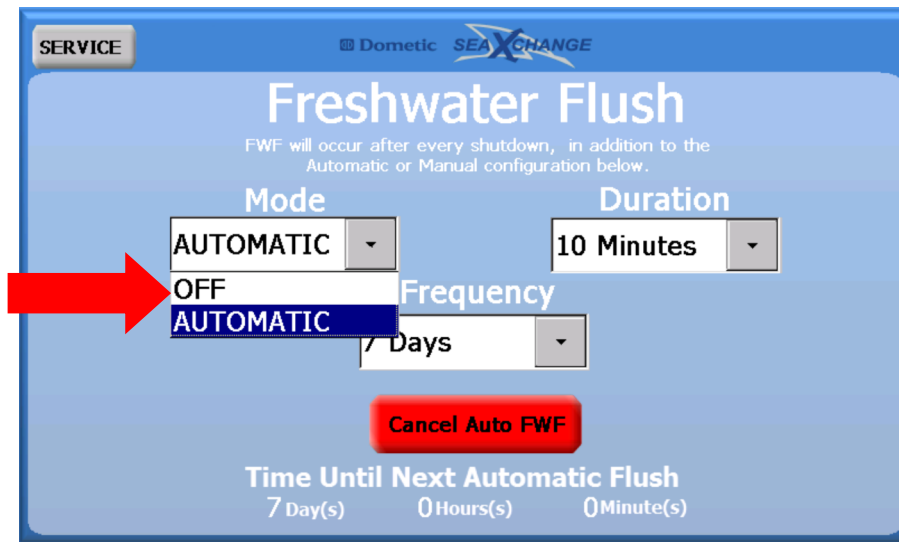 SERVICE
Dometic SEAXCHANGE
Freshwater Flush
FWF will occur after every shutdown, in addition to the
Automatic or Manual configuration below.
Mode
Duration
AUTOMATIC
10 Minutes
OFF
Frequency
AUTOMATIC
7 Days
Cancel Auto FWF
Time Until Next Automatic Flush
7 Day(s) 0 Hours(s) 0 Minute(s)